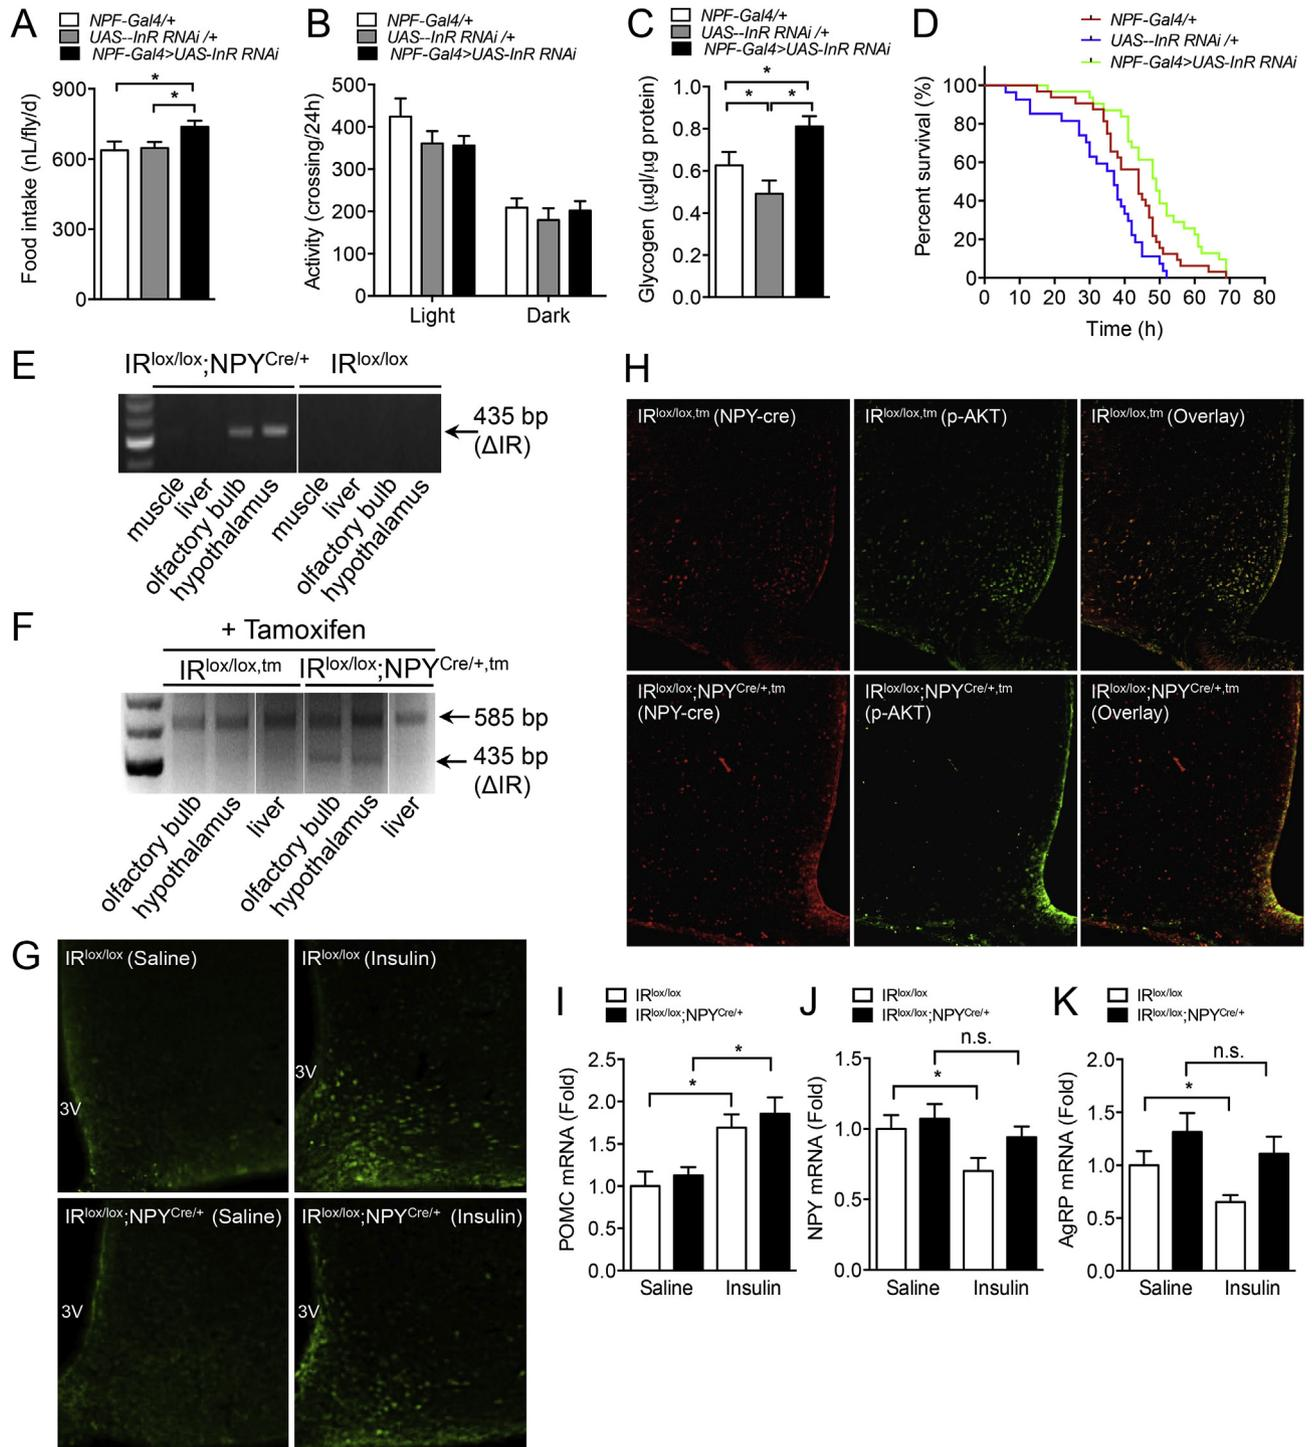 A
NPF-Gal4/+
UAS--InR RNAi /+
NPF-Gal4>UAS-InR RNAi
Food intake (nL/fly/d)
900
600
300
0
*
*
B
NPF-Gal4/+
UAS--InR RNAi /+
NPF-Gal4>UAS-InR RNAi
Activity (crossing/24h)
500
400
300
200
100
0
Light
Dark
C
NPF-Gal4/+
UAS--InR RNAi /+
NPF-Gal4>UAS-InR RNAi
Glycogen (µgl/µg protein)
1.0
0.8
0.6
0.4
0.2
0.0
*
* *
D
NPF-Gal4/+
UAS--InR RNAi /+
NPF-Gal4>UAS-InR RNAi
Percent survival (%)
100
80
60
40
20
0
0 10 20 30 40 50 60 70 80
Time (h)
E
IRlox/lox;NPYCre/+ IRlox/lox
435 bp
(ΔIR)
muscle
liver
olfactory bulb
hypothalamus
muscle
liver
olfactory bulb
hypothalamus
F
+ Tamoxifen
IRlox/lox,tm IRlox/lox;NPYCre/+,tm
585 bp
435 bp
(ΔIR)
olfactory bulb
hypothalamus
liver
olfactory bulb
hypothalamus
liver
G
IRlox/lox (Saline)
3V
IRlox/lox (Insulin)
3V
IRlox/lox;NPYCre/+ (Saline)
3V
IRlox/lox;NPYCre/+ (Insulin)
3V
H
IRlox/lox,tm (NPY-cre)
IRlox/lox,tm (p-AKT)
IRlox/lox,tm (Overlay)
IRlox/lox;NPYCre/+,tm
(NPY-cre)
IRlox/lox;NPYCre/+,tm
(p-AKT)
IRlox/lox;NPYCre/+,tm
(Overlay)
I
IRlox/lox
IRlox/lox;NPYCre/+
POMC mRNA (Fold)
2.5
2.0
1.5
1.0
0.5
0.0
*
*
Saline
Insulin
J
IRlox/lox
IRlox/lox;NPYCre/+
NPY mRNA (Fold)
1.5
1.0
0.5
0.0
n.s.
*
Saline
Insulin
K
IRlox/lox
IRlox/lox;NPYCre/+
AgRP mRNA (Fold)
2.0
1.5
1.0
0.5
0.0
n.s.
*
Saline
Insulin